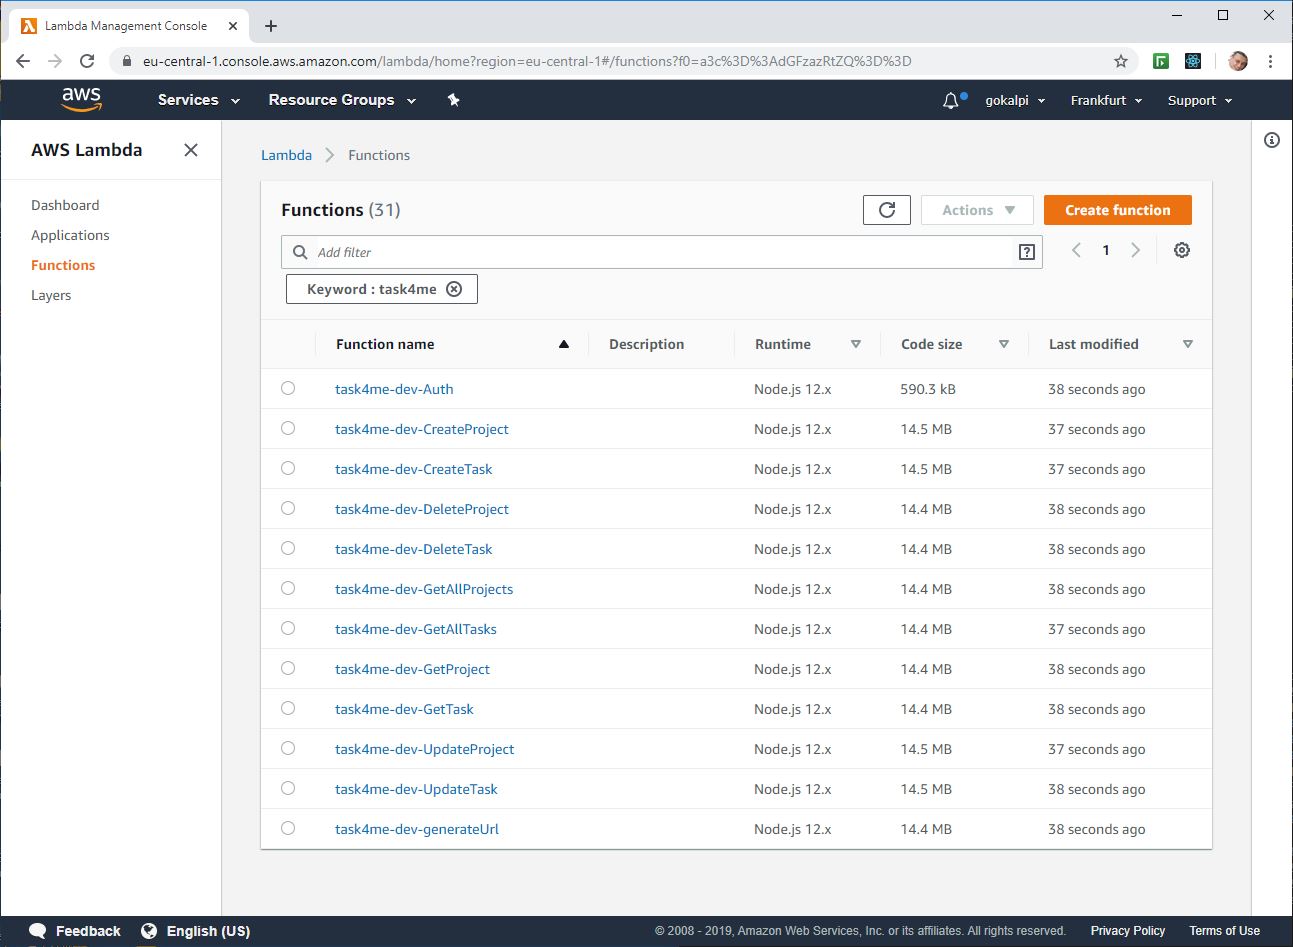 Lambda Management Console
eu-central-1.console.aws.amazon.com/lambda/home?region=eu-central-1#/functions?f0=a3c%3D%3AdGFzazRtZQ%3D%3D
aws Services Resource Groups gokalpi Frankfurt Support
AWS Lambda
Dashboard
Applications
Functions
Layers
Lambda Functions
Functions (31) Actions Create function
Add filter ? 1
Keyword : task4me
Function name Description Runtime Code size Last modified
task4me-dev-Auth Node.js 12.x 590.3 kB 38 seconds ago
task4me-dev-CreateProject Node.js 12.x 14.5 MB 37 seconds ago
task4me-dev-CreateTask Node.js 12.x 14.5 MB 37 seconds ago
task4me-dev-DeleteProject Node.js 12.x 14.4 MB 38 seconds ago
task4me-dev-DeleteTask Node.js 12.x 14.4 MB 38 seconds ago
task4me-dev-GetAllProjects Node.js 12.x 14.4 MB 38 seconds ago
task4me-dev-GetAllTasks Node.js 12.x 14.4 MB 37 seconds ago
task4me-dev-GetProject Node.js 12.x 14.4 MB 38 seconds ago
task4me-dev-GetTask Node.js 12.x 14.4 MB 38 seconds ago
task4me-dev-UpdateProject Node.js 12.x 14.5 MB 37 seconds ago
task4me-dev-UpdateTask Node.js 12.x 14.5 MB 38 seconds ago
task4me-dev-generateUrl Node.js 12.x 14.4 MB 38 seconds ago
Feedback English (US) © 2008 - 2019, Amazon Web Services, Inc. or its affiliates. All rights reserved. Privacy Policy Terms of Use